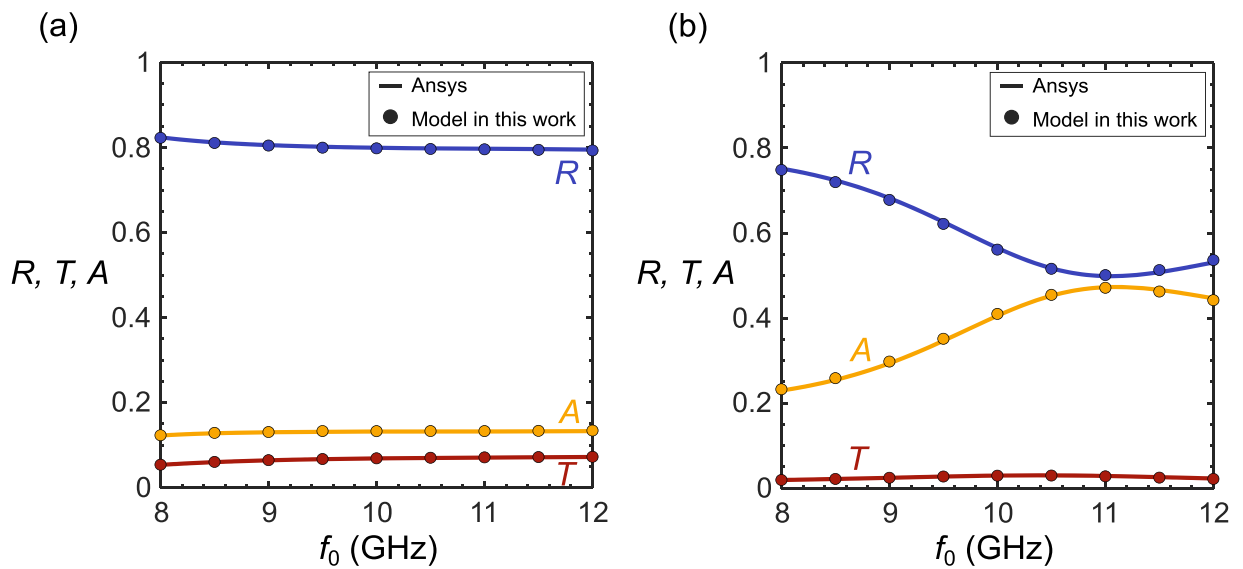 (a)
1
0.8
0.6
R, T, A
0.4
0.2
0
8
9
10
11
12
f0 (GHz)
Ansys
Model in this work
R
A
T
(b)
1
0.8
0.6
R, T, A
0.4
0.2
0
8
9
10
11
12
f0 (GHz)
Ansys
Model in this work
R
A
T